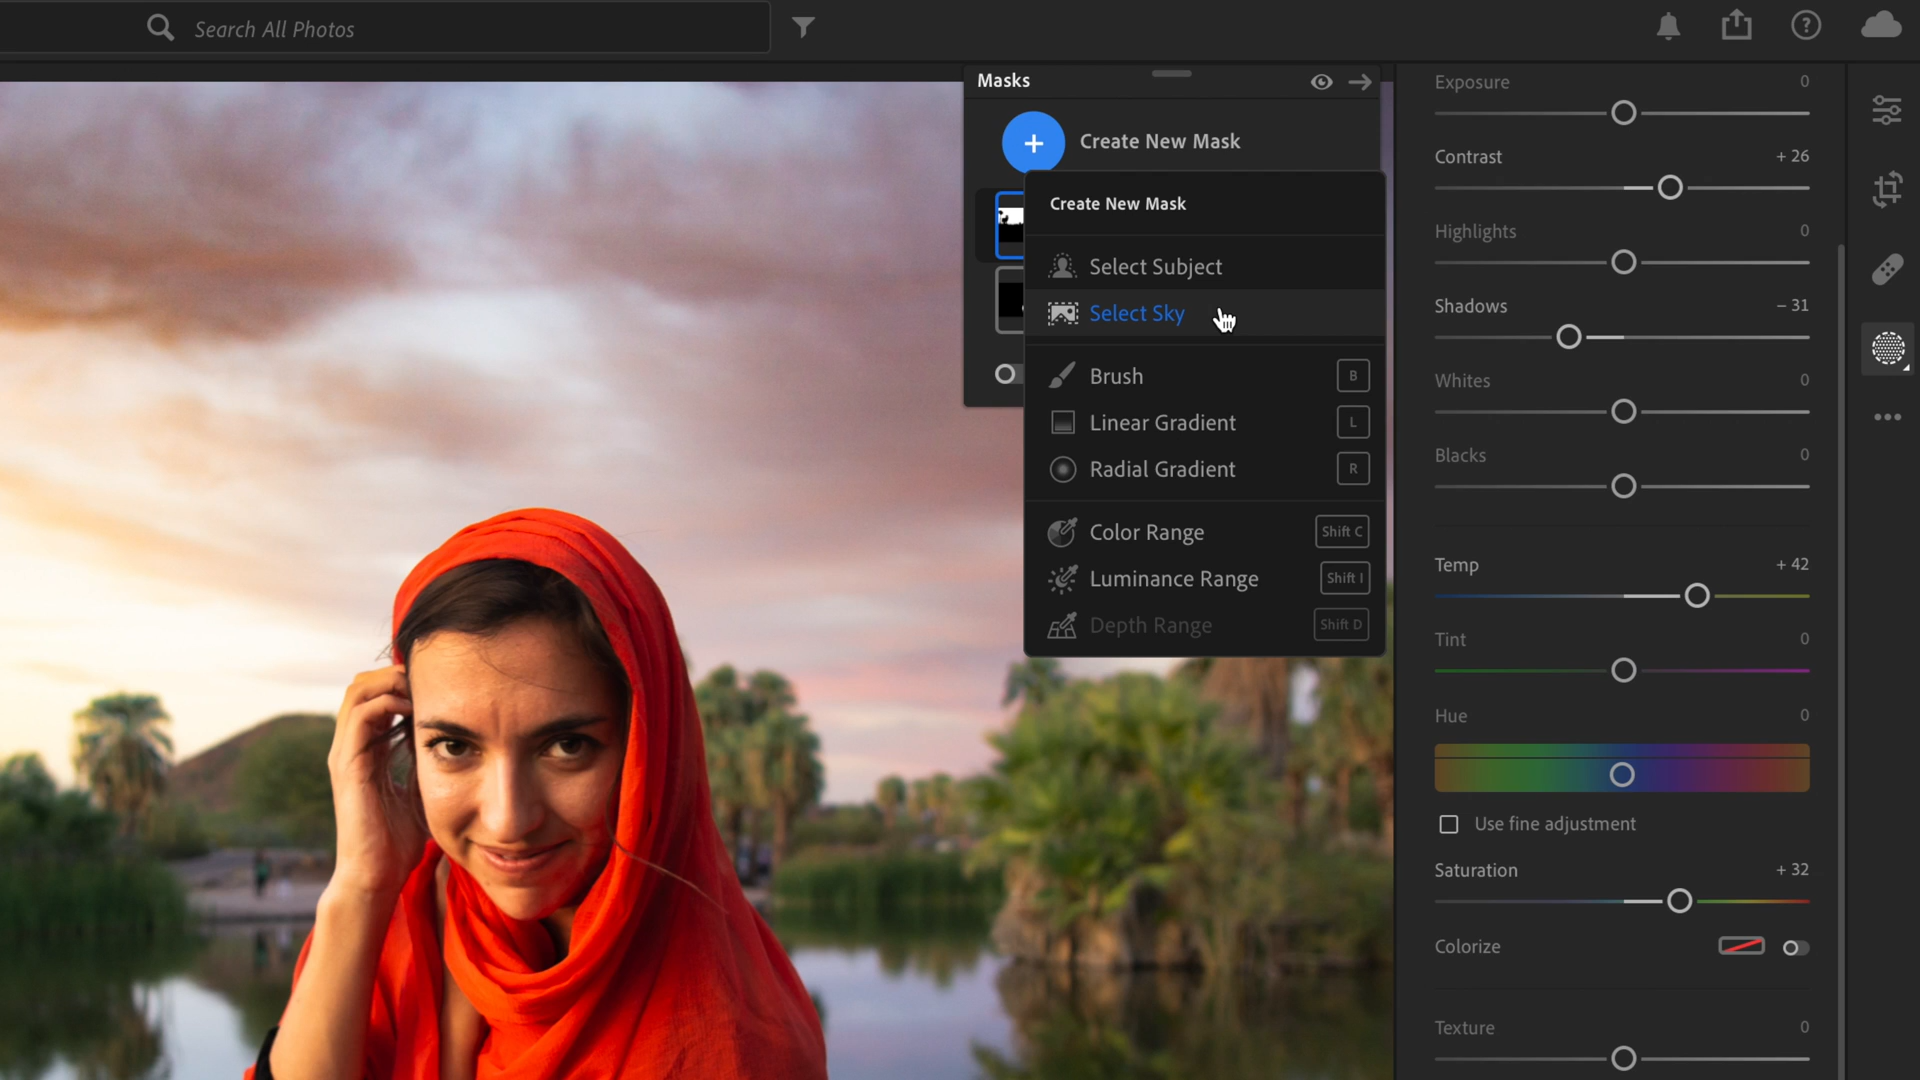 Search All Photos
Masks
Create New Mask
Create New Mask
Select Subject
Select Sky
Brush B
Linear Gradient L
Radial Gradient R
Color Range Shift C
Luminance Range Shift I
Depth Range Shift D
Exposure 0
Contrast + 26
Highlights 0
Shadows – 31
Whites 0
Blacks 0
Temp + 42
Tint 0
Hue 0
Use fine adjustment
Saturation + 32
Colorize
Texture 0